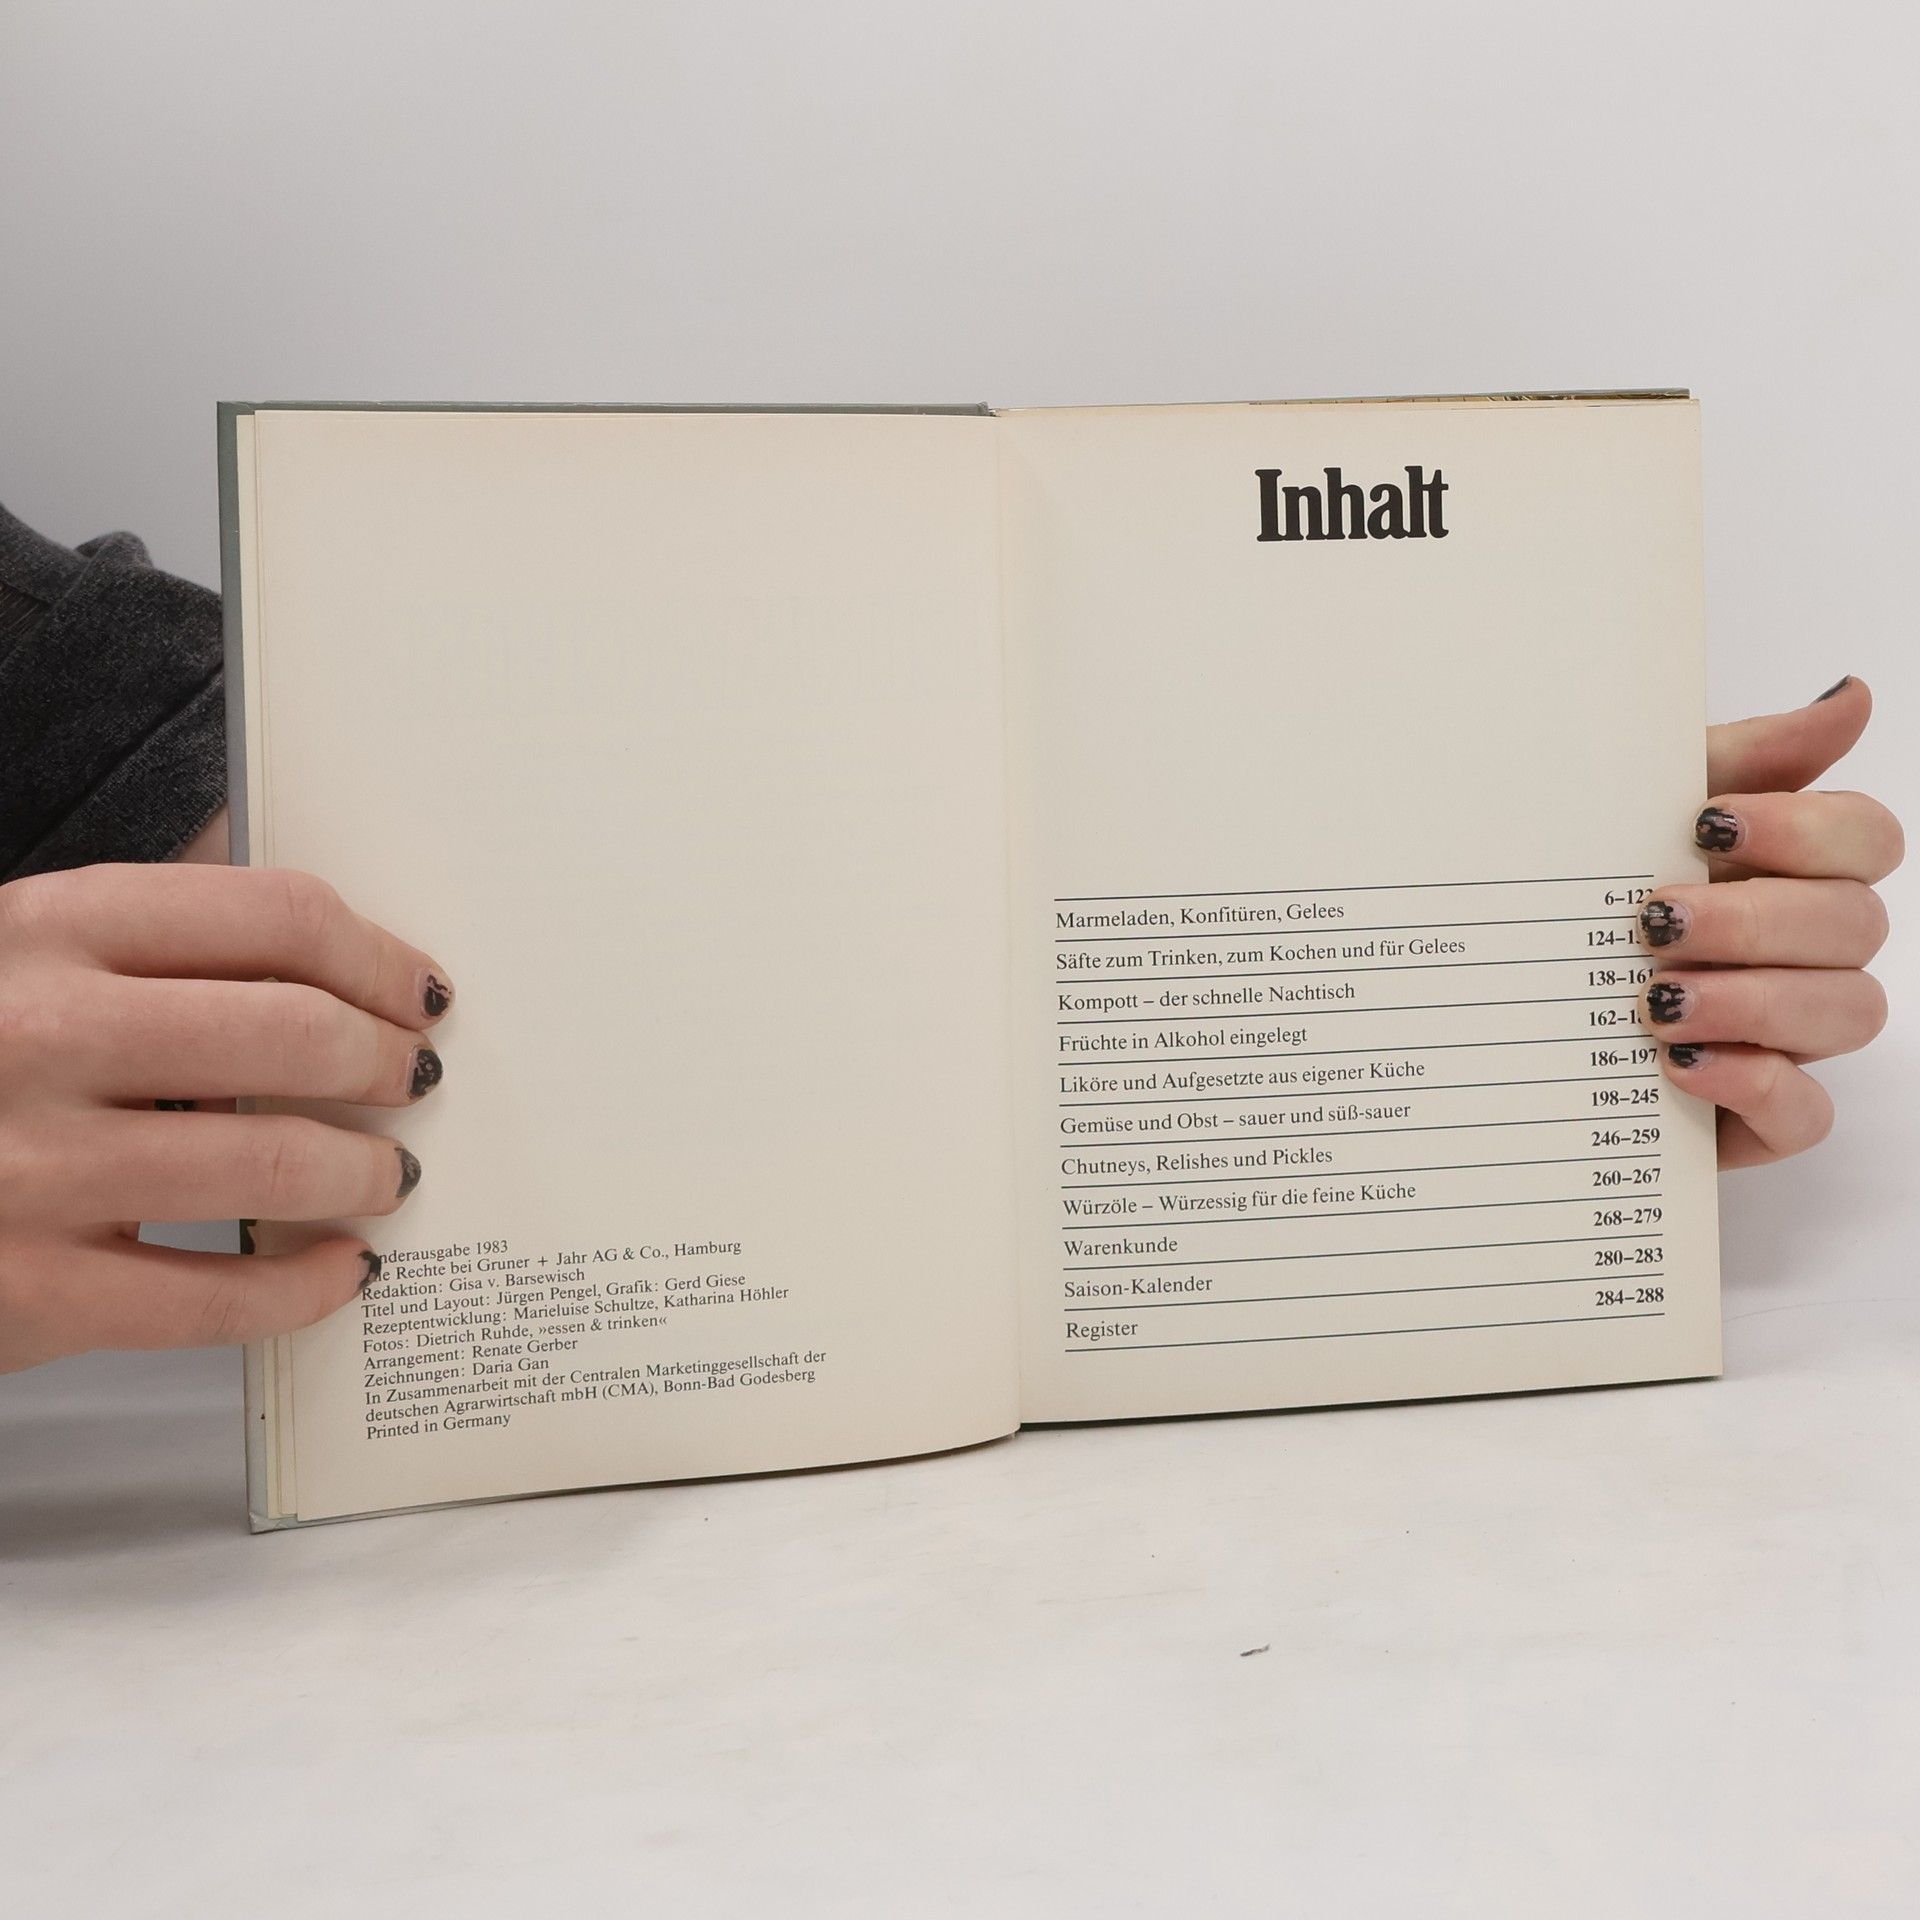 1983
Rechte bei Gruner + Jahr AG & Co., Hamburg
Redaktion: Gisa v. Barsewisch
Titel und Layout: Jürgen Pengel, Grafik: Gerd Giese
Rezeptentwicklung: Marieluise Schultze, Katharina Höhler
Fotos: Dietrich Ruhde, »essen & trinken«
Arrangement: Renate Gerber
Zeichnungen: Daria Gan
In Zusammenarbeit mit der Centralen Marketinggesellschaft der
deutschen Agrarwirtschaft mbH (CMA), Bonn-Bad Godesberg
Printed in Germany
Inhalt
Marmeladen, Konfitüren, Gelees
Säfte zum Trinken, zum Kochen und für Gelees
Kompott – der schnelle Nachtisch 138–161
Früchte in Alkohol eingelegt
Liköre und Aufgesetzte aus eigener Küche 186–197
Gemüse und Obst – sauer und süß-sauer 198–245
Chutneys, Relishes und Pickles 246–259
Würzöle – Würzessig für die feine Küche 260–267
Warenkunde 268–279
Saison-Kalender 280–283
Register 284–288